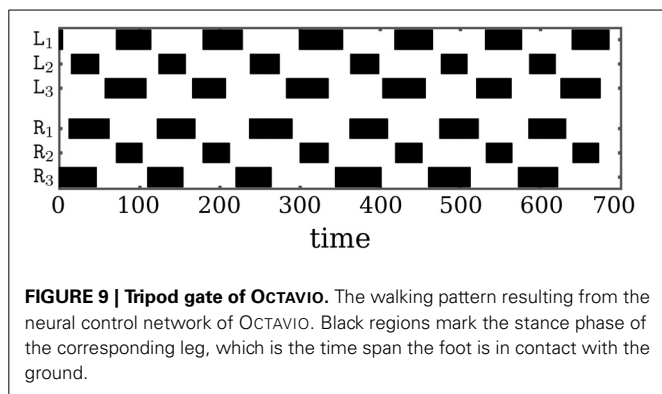 L1
L2
L3
R1
R2
R3
0 100 200 300 400 500 600 700
time
FIGURE 9 | Tripod gate of OCTAVIO. The walking pattern resulting from the
neural control network of OCTAVIO. Black regions mark the stance phase of
the corresponding leg, which is the time span the foot is in contact with the
ground.